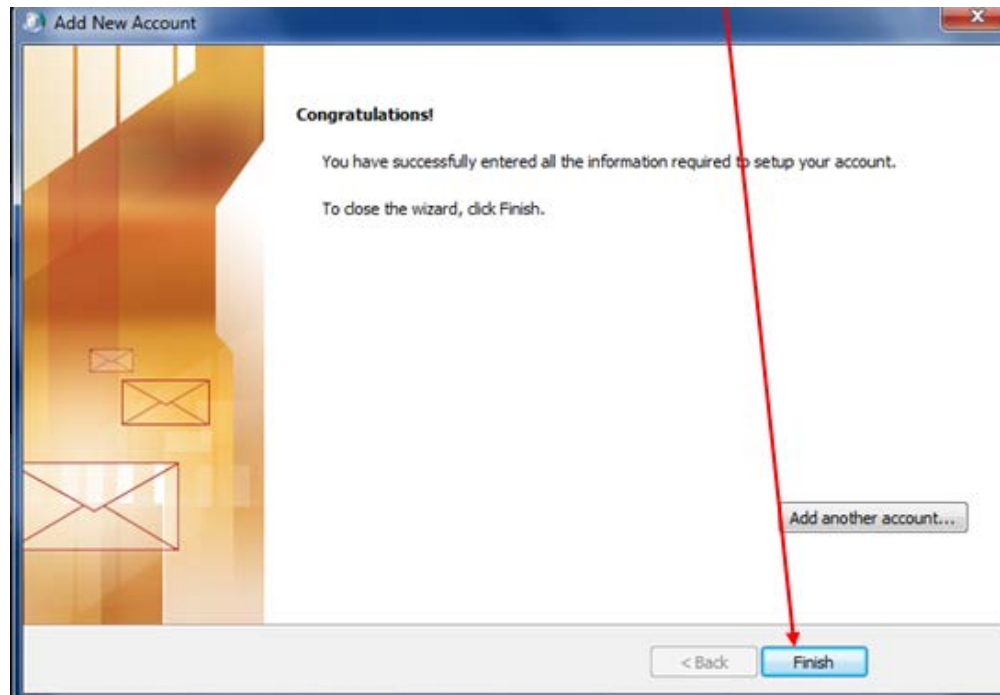 Add New Account
X
Congratulations!
You have successfully entered all the information required to setup your account.
To close the wizard, click Finish.
Add another account...
< Back
Finish